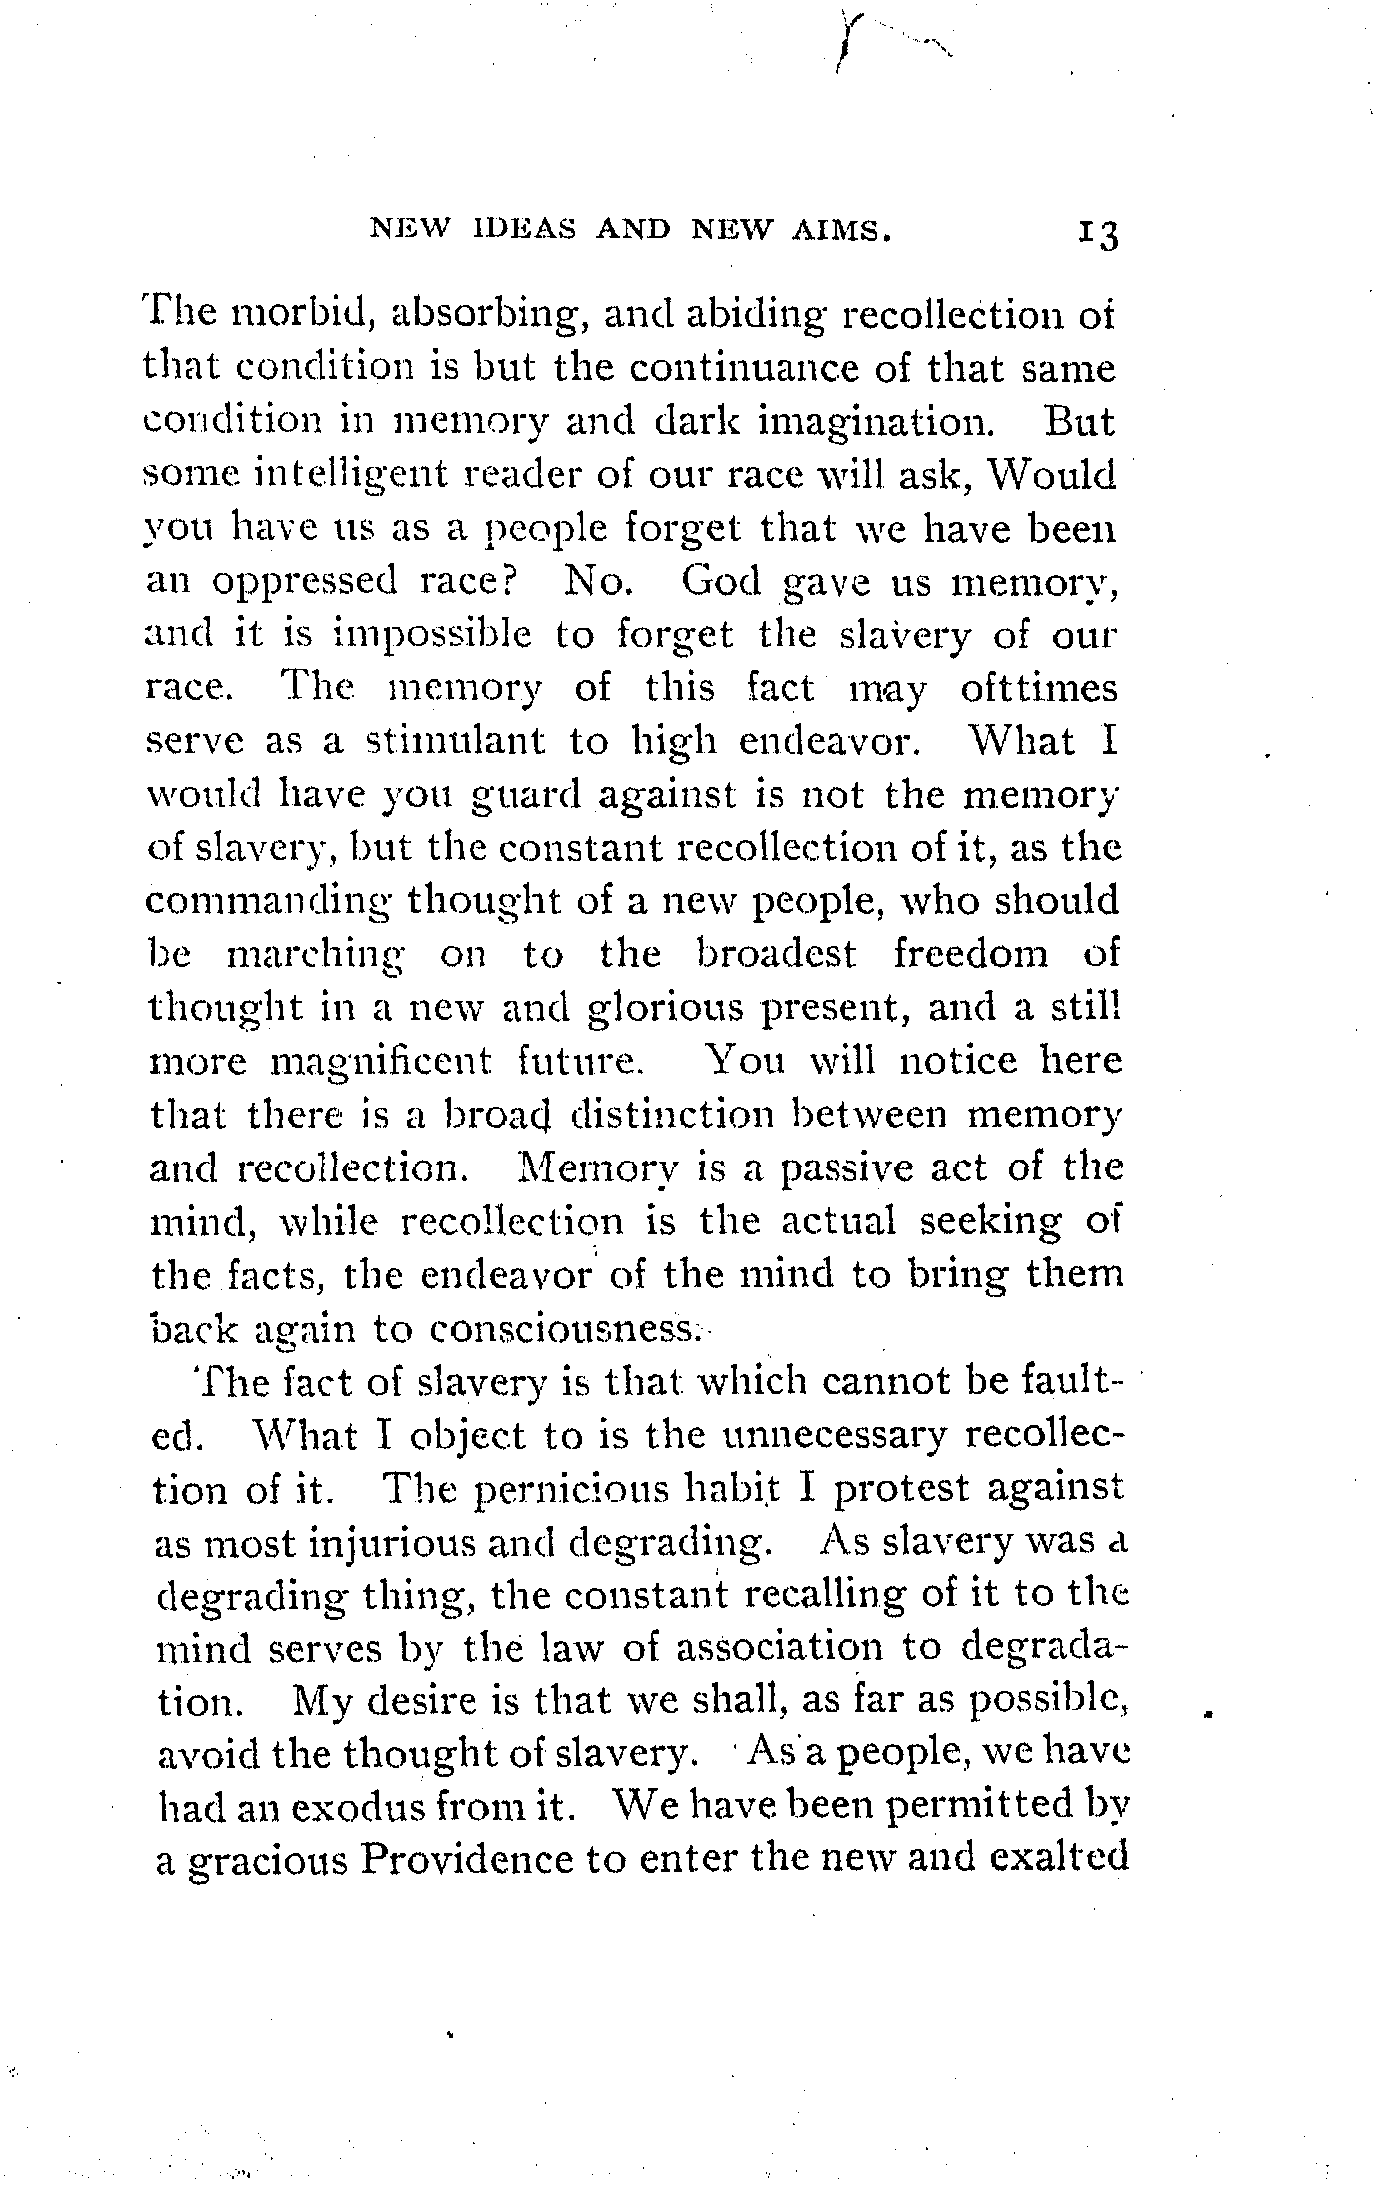 NEW IDEAS AND NEW AIMS. 13
The morbid, absorbing, and abiding recollection of
that condition is but the continuance of that same
condition in memory and dark imagination. But
some intelligent reader of our race will ask, Would
you have us as a people forget that we have been
an oppressed race? No. God gave us memory,
and it is impossible to forget the slavery of our
race. The memory of this fact may ofttimes
serve as a stimulant to high endeavor. What I
would have you guard against is not the memory
of slavery, but the constant recollection of it, as the
commanding thought of a new people, who should
be marching on to the broadest freedom of
thought in a new and glorious present, and a still
more magnificent future. You will notice here
that there is a broad distinction between memory
and recollection. Memory is a passive act of the
mind, while recollection is the actual seeking of
the facts, the endeavor of the mind to bring them
back again to consciousness.
The fact of slavery is that which cannot be fault-
ed. What I object to is the unnecessary recollec-
tion of it. The pernicious habit I protest against
as most injurious and degrading. As slavery was a
degrading thing, the constant recalling of it to the
mind serves by the law of association to degrada-
tion. My desire is that we shall, as far as possible,
avoid the thought of slavery. As a people, we have
had an exodus from it. We have been permitted by
a gracious Providence to enter the new and exalted